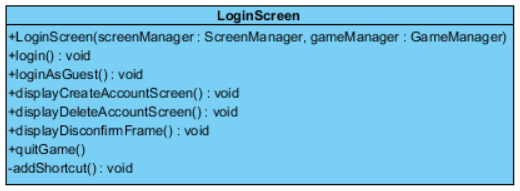 LoginScreen
+LoginScreen(screenManager : ScreenManager, gameManager : GameManager)
+login() : void
+loginAsGuest() : void
+displayCreateAccountScreen() : void
+displayDeleteAccountScreen() : void
+displayDisconfirmFrame() : void
+quitGame()
-addShortcut() : void